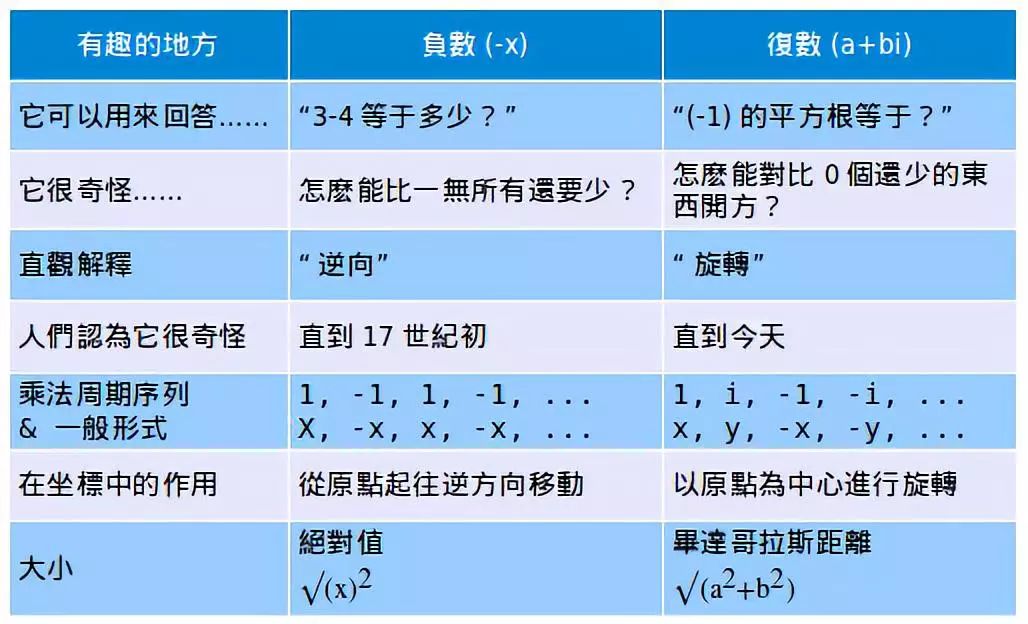 有趣的地方 負數 (-x) 復數 (a+bi)
它可以用來回答…… “3-4 等于多少？” “(-1) 的平方根等于？”
它很奇怪…… 怎麽能比一無所有還要少？ 怎麽能對比 0 個還少的東
西開方？
直觀解釋 “ 逆向” “ 旋轉”
人們認為它很奇怪 直到 17 世紀初 直到今天
乘法周期序列 1, -1, 1, -1, ... 1, i, -1, -i, ...
& 一般形式 X, -x, x, -x, ... x, y, -x, -y, ...
在坐標中的作用 從原點起往逆方向移動 以原點為中心進行旋轉
大小 絕對值 畢達哥拉斯距離
√(x)² √(a²+b²)